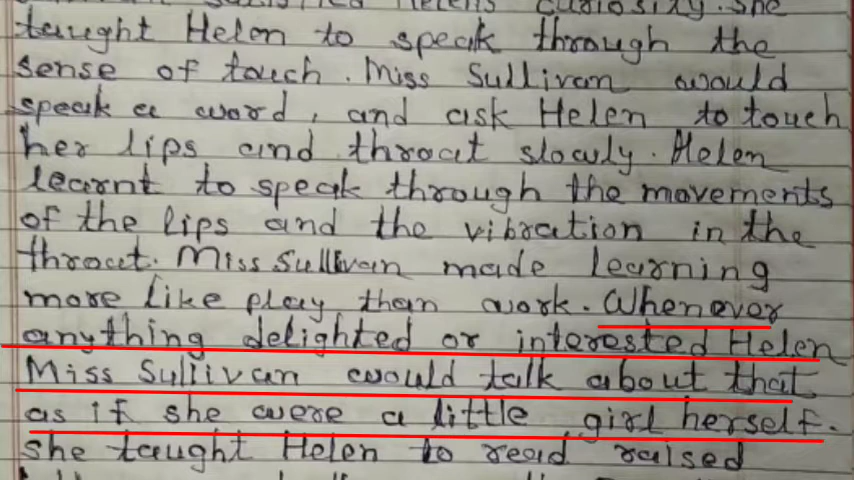 Helen's curiosity. She
taught Helen to speak through the
sense of touch. Miss Sullivan would
speak a word, and ask Helen to touch
her lips and throat slowly. Helen
learnt to speak through the movements
of the lips and the vibration in the
throat. Miss Sullivan made learning
more like play than work. Whenever
anything delighted or interested Helen
Miss Sullivan would talk about that
as if she were a little girl herself.
she taught Helen to read raised